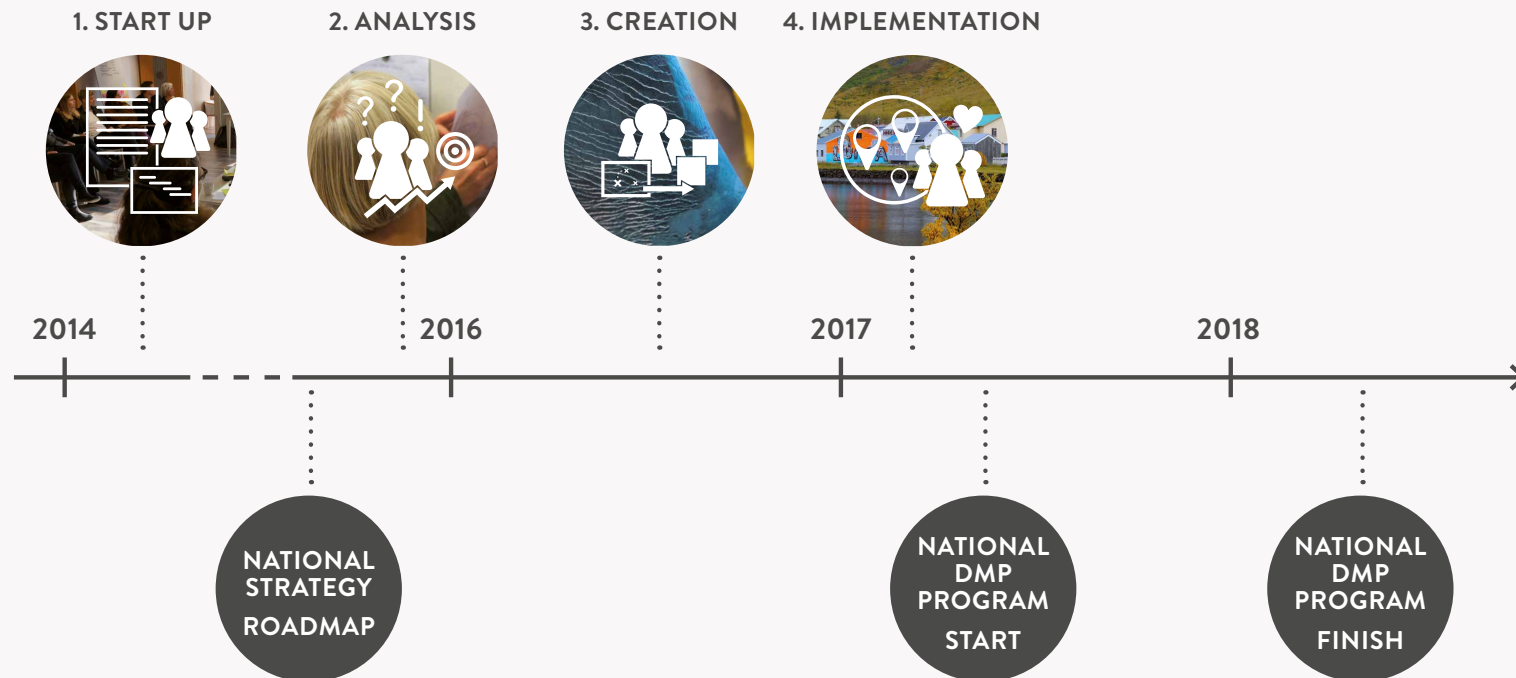 1. START UP
2. ANALYSIS
3. CREATION
4. IMPLEMENTATION
2014
2016
2017
2018
NATIONAL
STRATEGY
ROADMAP
NATIONAL
DMP
PROGRAM
START
NATIONAL
DMP
PROGRAM
FINISH